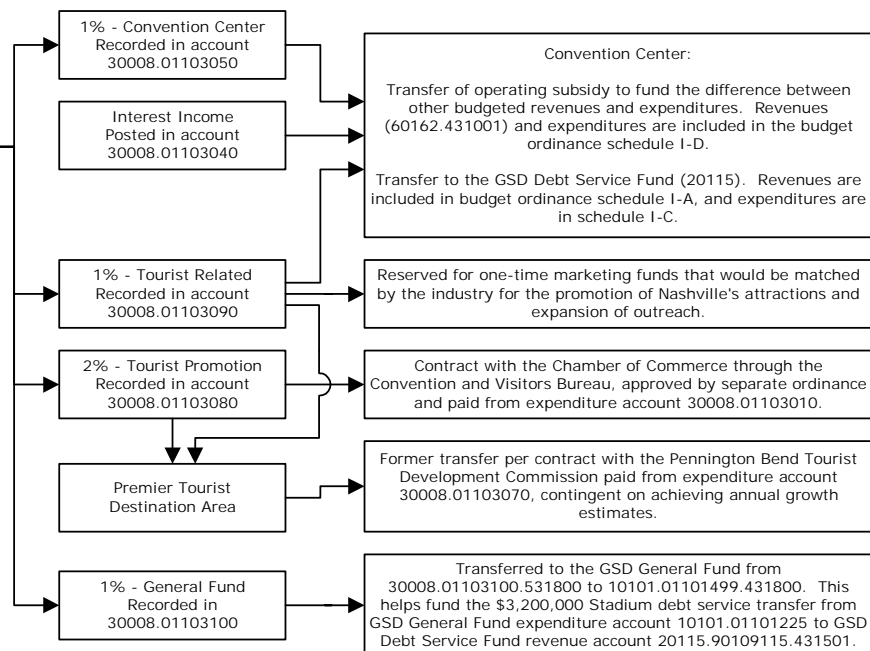 1% - Convention Center
Recorded in account
30008.01103050
Interest Income
Posted in account
30008.01103040
Convention Center:
Transfer of operating subsidy to fund the difference between
other budgeted revenues and expenditures. Revenues
(60162.431001) and expenditures are included in the budget
ordinance schedule I-D.
Transfer to the GSD Debt Service Fund (20115). Revenues are
included in budget ordinance schedule I-A, and expenditures are
in schedule I-C.
1% - Tourist Related
Recorded in account
30008.01103090
Reserved for one-time marketing funds that would be matched
by the industry for the promotion of Nashville's attractions and
expansion of outreach.
2% - Tourist Promotion
Recorded in account
30008.01103080
Contract with the Chamber of Commerce through the
Convention and Visitors Bureau, approved by separate ordinance
and paid from expenditure account 30008.01103010.
Premier Tourist
Destination Area
Former transfer per contract with the Pennington Bend Tourist
Development Commission paid from expenditure account
30008.01103070, contingent on achieving annual growth
estimates.
1% - General Fund
Recorded in
30008.01103100
Transferred to the GSD General Fund from
30008.01103100.531800 to 10101.01101499.431800. This
helps fund the $3,200,000 Stadium debt service transfer from
GSD General Fund expenditure account 10101.01101225 to GSD
Debt Service Fund revenue account 20115.90109115.431501.